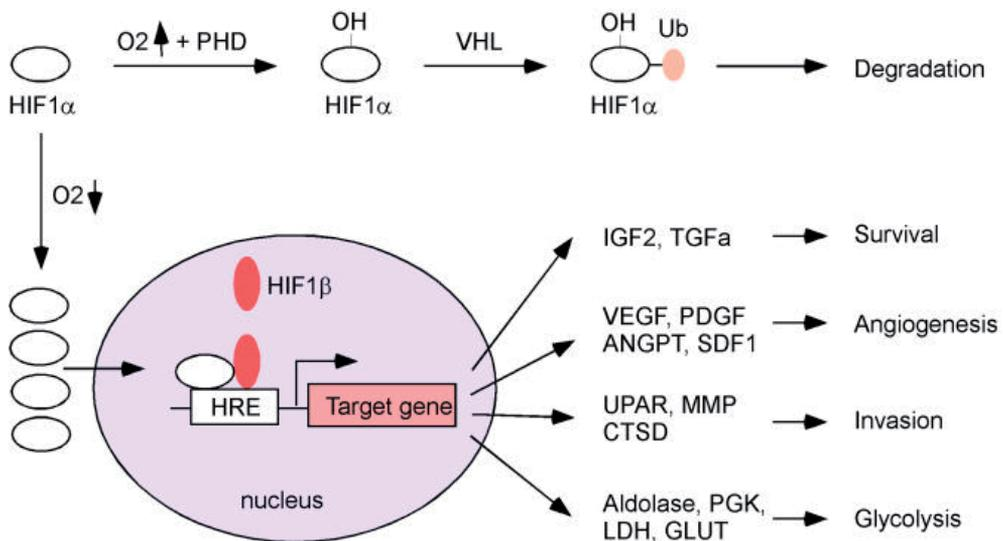 O2 + PHD
OH
HIF1α
HIF1α
VHL
OH
Ub
HIF1α
Degradation
O2
HIF1β
HRE
Target gene
nucleus
IGF2, TGFa
Survival
VEGF, PDGF
ANGPT, SDF1
Angiogenesis
UPAR, MMP
CTSD
Invasion
Aldolase, PGK,
LDH, GLUT
Glycolysis